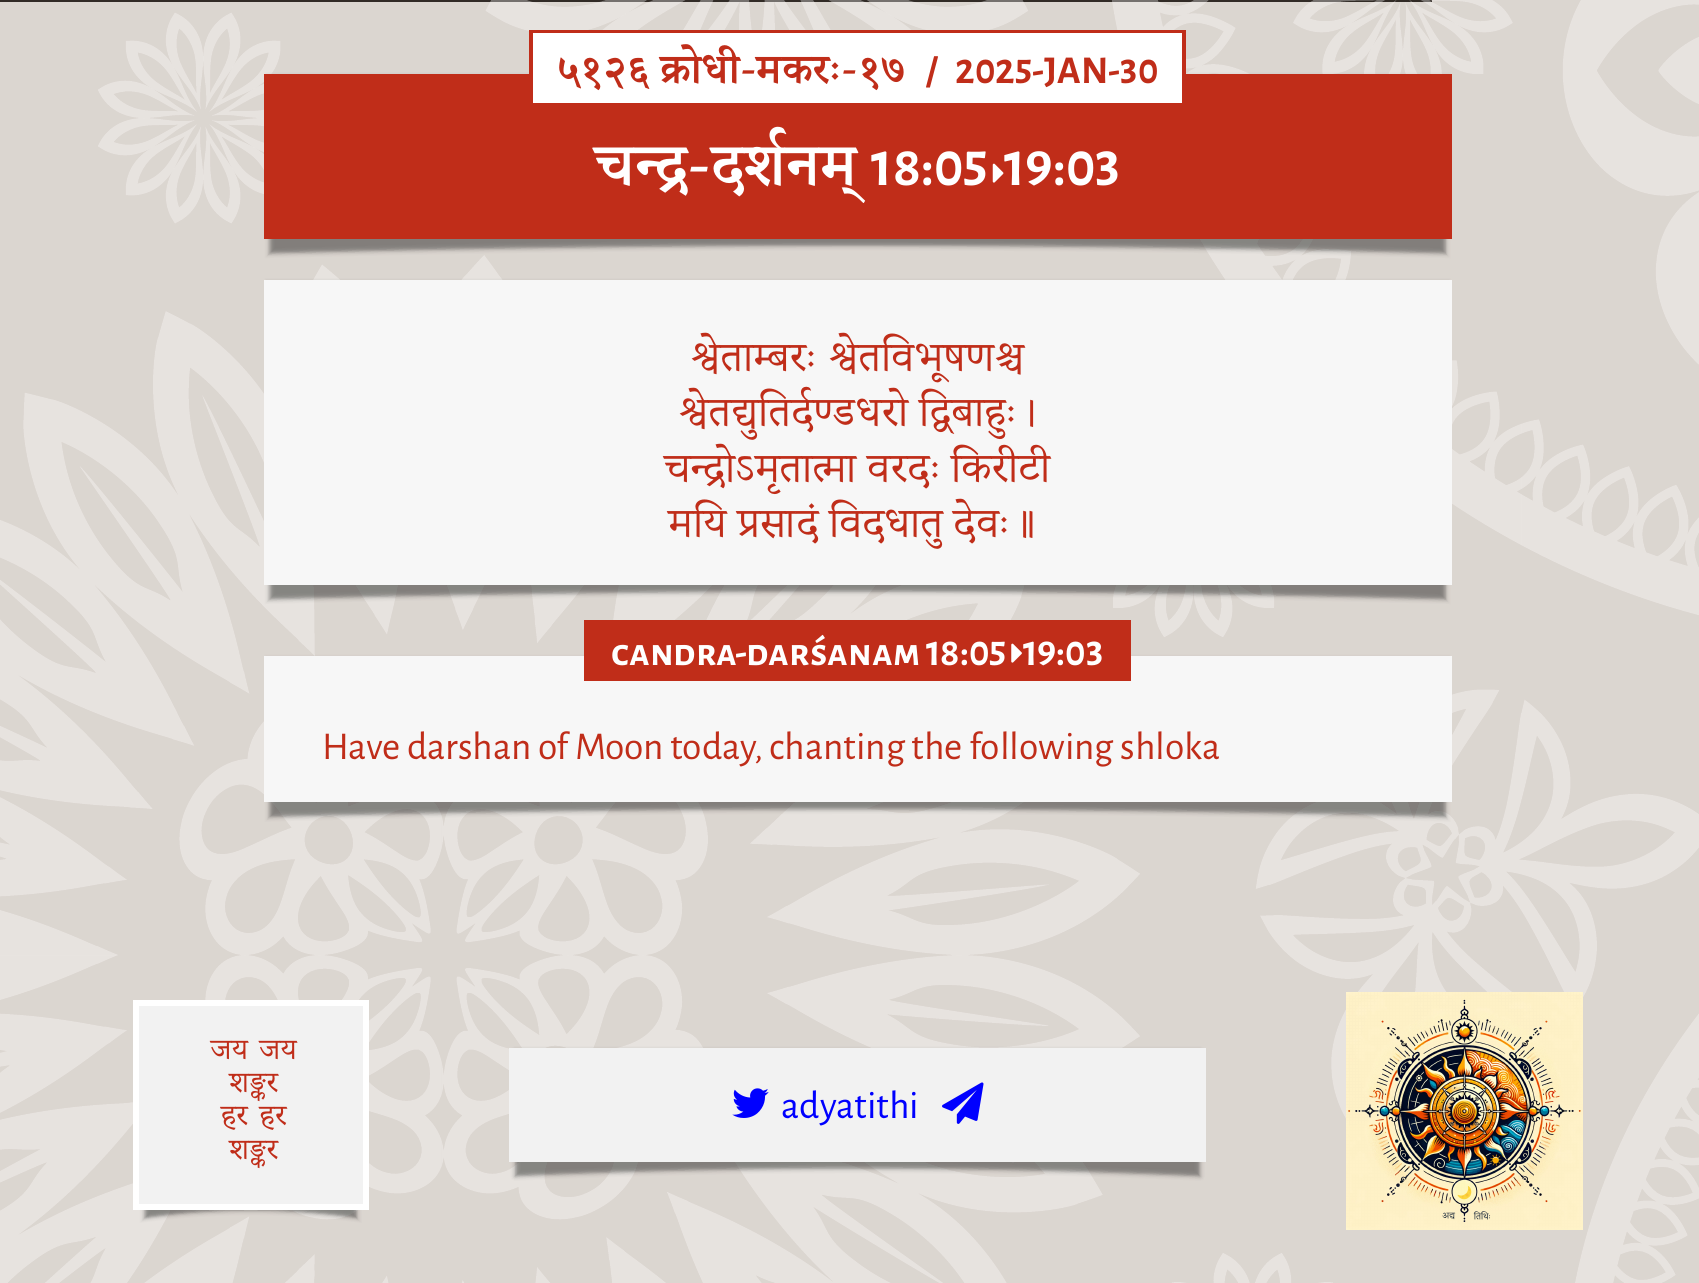 ५१२६ क्रोधी-मकरः-१७ / 2025-JAN-30
चन्द्र-दर्शनम् 18:05▸19:03
श्वेताम्बरः श्वेतविभूषणश्च
श्वेतद्युतिर्दण्डधरो द्विबाहुः ।
चन्द्रोऽमृतात्मा वरदः किरीटी
मयि प्रसादं विदधातु देवः ॥
CANDRA-DARŚANAM 18:05▸19:03
Have darshan of Moon today, chanting the following shloka
जय जय
शङ्कर
हर हर
शङ्कर
adyatithi
अद्य तिथिः